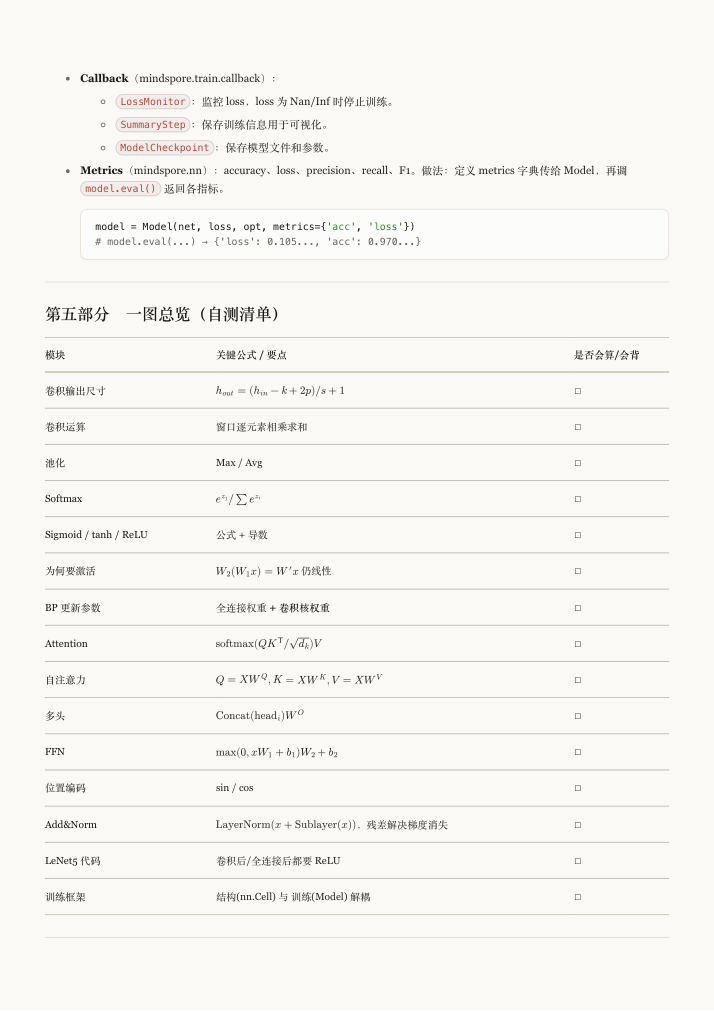 • Callback（mindspore.train.callback）：
◦ LossMonitor：监控 loss，loss 为 Nan/Inf 时停止训练。
◦ SummaryStep：保存训练信息用于可视化。
◦ ModelCheckpoint：保存模型文件和参数。
• Metrics（mindspore.nn）：accuracy、loss、precision、recall、F1。做法：定义 metrics 字典传给 Model，再调
model.eval() 返回各指标。
model = Model(net, loss, opt, metrics={'acc', 'loss'})
# model.eval(...) → {'loss': 0.105..., 'acc': 0.970...}
第五部分　一图总览（自测清单）
模块 关键公式 / 要点 是否会算/会背
卷积输出尺寸 h_{out} = (h_{in} − k + 2p)/s + 1 □
卷积运算 窗口逐元素相乘求和 □
池化 Max / Avg □
Softmax e^{z_j}/∑ e^{z_i} □
Sigmoid / tanh / ReLU 公式 + 导数 □
为何要激活 W_2(W_1x) = W′x 仍线性 □
BP 更新参数 全连接权重 + 卷积核权重 □
Attention softmax(QK^⊤/√d_k)V □
自注意力 Q = XW^Q, K = XW^K, V = XW^V □
多头 Concat(head_i)W^O □
FFN max(0, xW_1 + b_1)W_2 + b_2 □
位置编码 sin / cos □
Add&Norm LayerNorm(x + Sublayer(x))，残差解决梯度消失 □
LeNet5 代码 卷积后/全连接后都要 ReLU □
训练框架 结构(nn.Cell) 与 训练(Model) 解耦 □